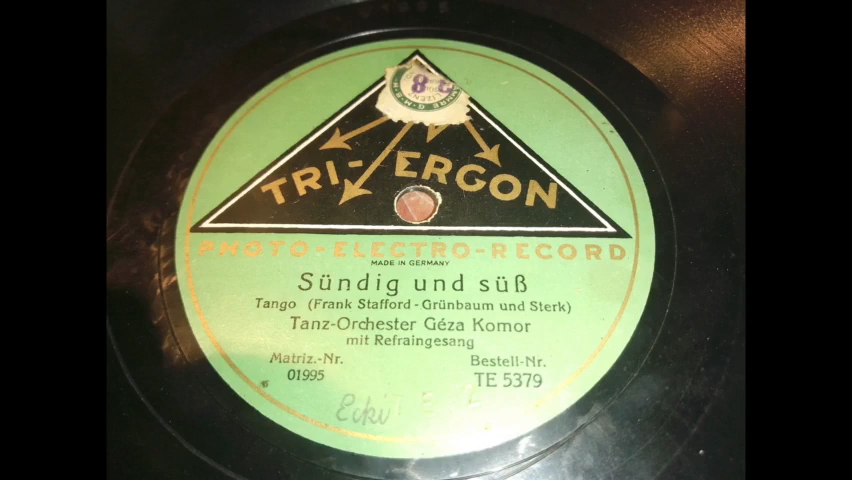 TRI-ERGON
PHOTO-ELECTRO-RECORD
MADE IN GERMANY
Sündig und süß
Tango (Frank Stafford - Grünbaum und Sterk)
Tanz-Orchester Géza Komor
mit Refraingesang
Matriz.-Nr. Bestell-Nr.
01995 TE 5379
Ecki